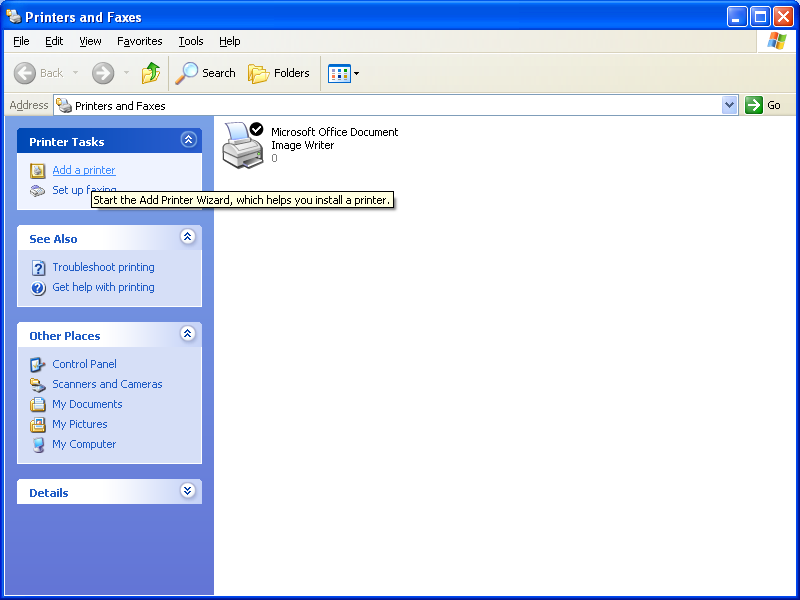 Printers and Faxes
File Edit View Favorites Tools Help
Back Search Folders
Address Printers and Faxes Go
Printer Tasks
Add a printer
Set up faxing
Start the Add Printer Wizard, which helps you install a printer.
See Also
Troubleshoot printing
Get help with printing
Other Places
Control Panel
Scanners and Cameras
My Documents
My Pictures
My Computer
Details
Microsoft Office Document
Image Writer
0